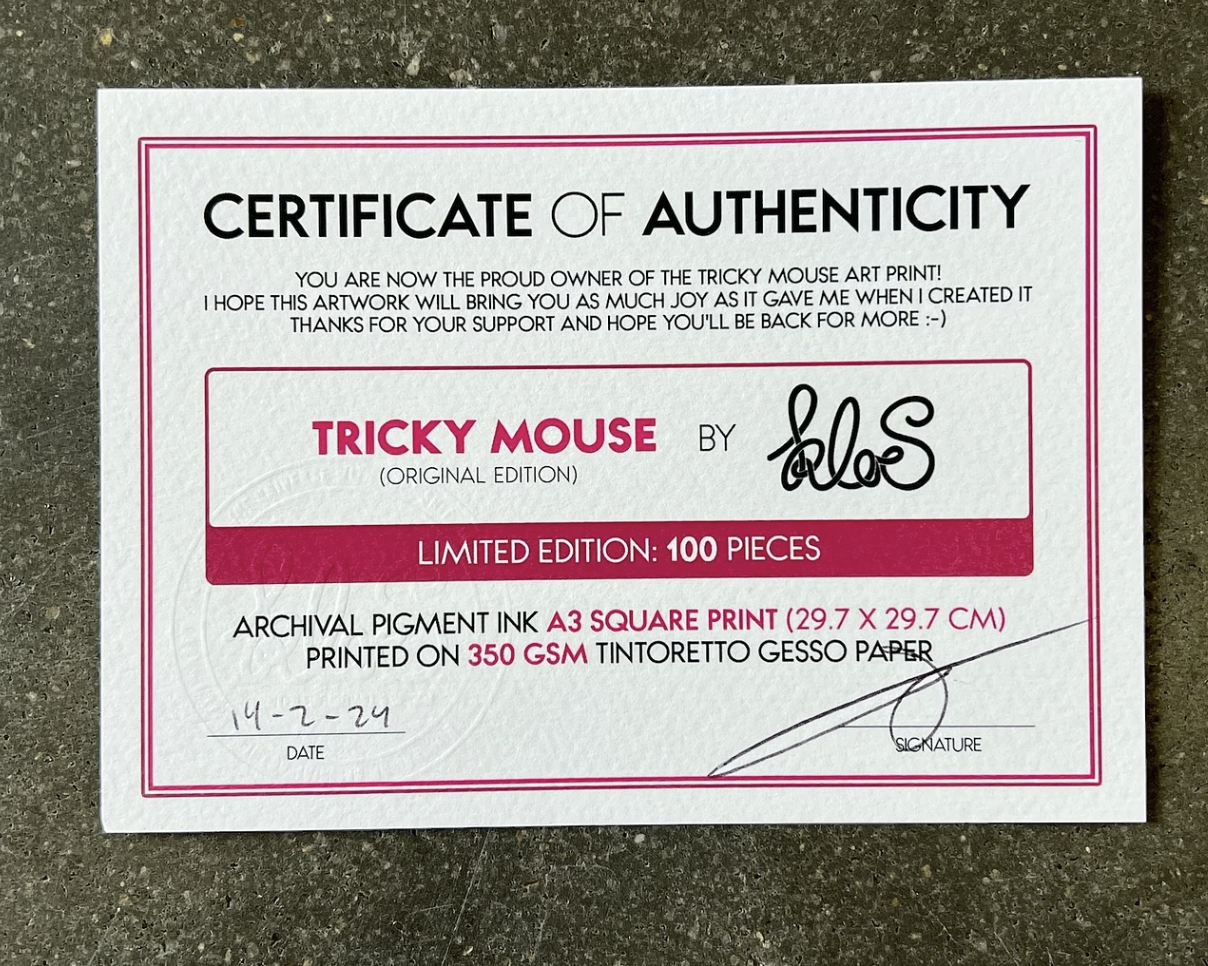 CERTIFICATE OF AUTHENTICITY
YOU ARE NOW THE PROUD OWNER OF THE TRICKY MOUSE ART PRINT!
I HOPE THIS ARTWORK WILL BRING YOU AS MUCH JOY AS IT GAVE ME WHEN I CREATED IT
THANKS FOR YOUR SUPPORT AND HOPE YOU'LL BE BACK FOR MORE :-)
TRICKY MOUSE BY
(ORIGINAL EDITION)
LIMITED EDITION: 100 PIECES
ARCHIVAL PIGMENT INK A3 SQUARE PRINT (29.7 X 29.7 CM)
PRINTED ON 350 GSM TINTORETTO GESSO PAPER
14-2-24
DATE
SIGNATURE